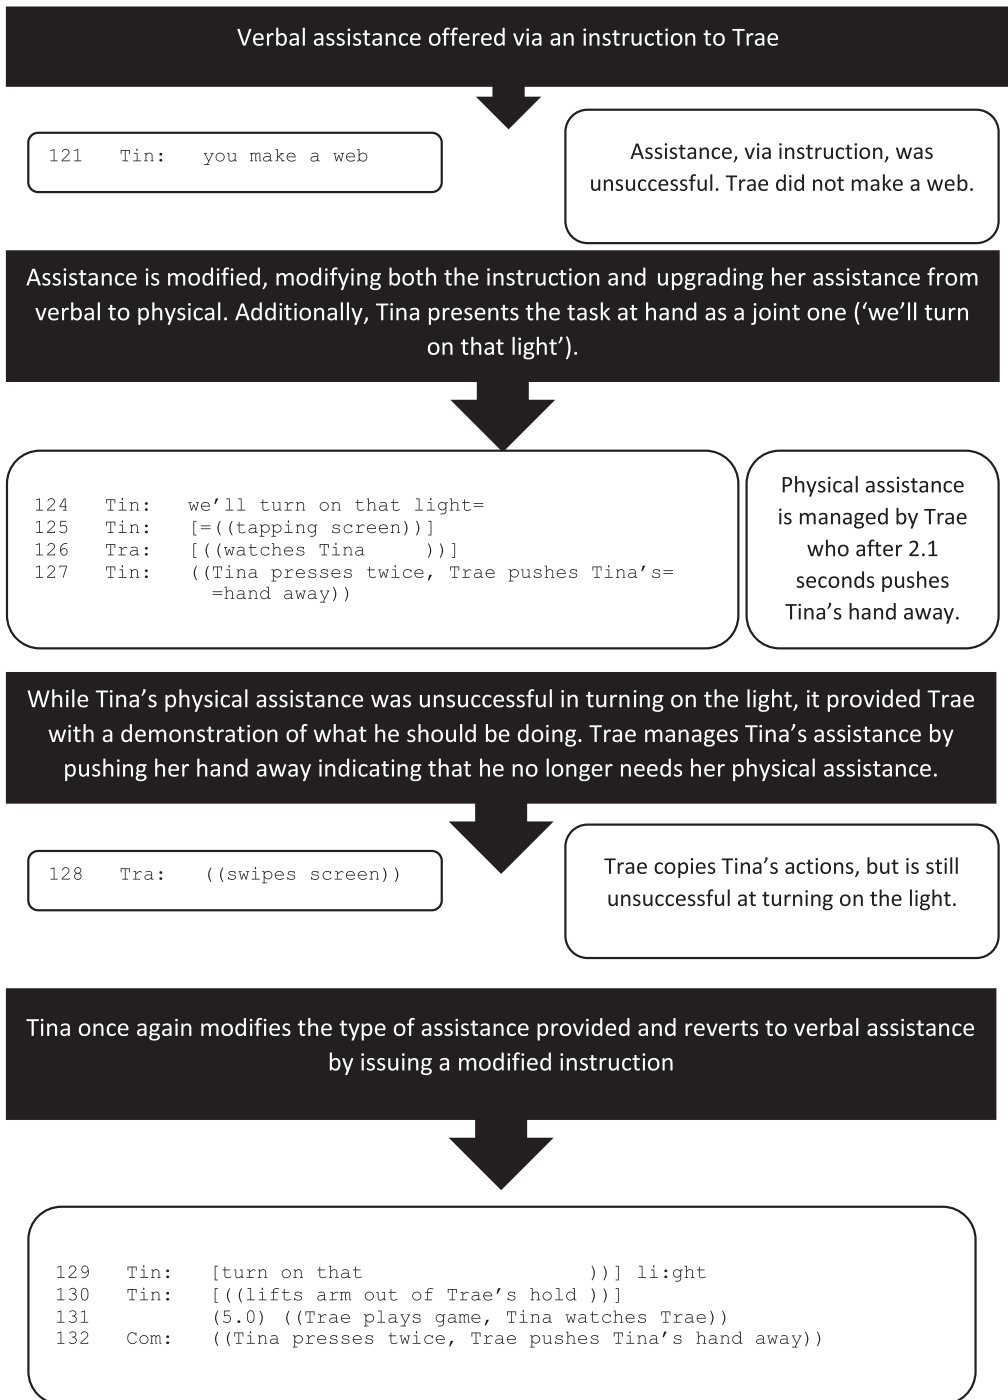 Verbal assistance offered via an instruction to Trae
121 Tin: you make a web
Assistance, via instruction, was
unsuccessful. Trae did not make a web.
Assistance is modified, modifying both the instruction and upgrading her assistance from
verbal to physical. Additionally, Tina presents the task at hand as a joint one (‘we’ll turn
on that light’).
124 Tin: we’ll turn on that light=
125 Tin: [=((tapping screen))]
126 Tra: [((watches Tina ))]
127 Tin: ((Tina presses twice, Trae pushes Tina’s=
=hand away))
Physical assistance
is managed by Trae
who after 2.1
seconds pushes
Tina’s hand away.
While Tina’s physical assistance was unsuccessful in turning on the light, it provided Trae
with a demonstration of what he should be doing. Trae manages Tina’s assistance by
pushing her hand away indicating that he no longer needs her physical assistance.
128 Tra: ((swipes screen))
Trae copies Tina’s actions, but is still
unsuccessful at turning on the light.
Tina once again modifies the type of assistance provided and reverts to verbal assistance
by issuing a modified instruction
129 Tin: [turn on that ))] li:ght
130 Tin: [((lifts arm out of Trae’s hold ))]
131 (5.0) ((Trae plays game, Tina watches Trae))
132 Com: ((Tina presses twice, Trae pushes Tina’s hand away))